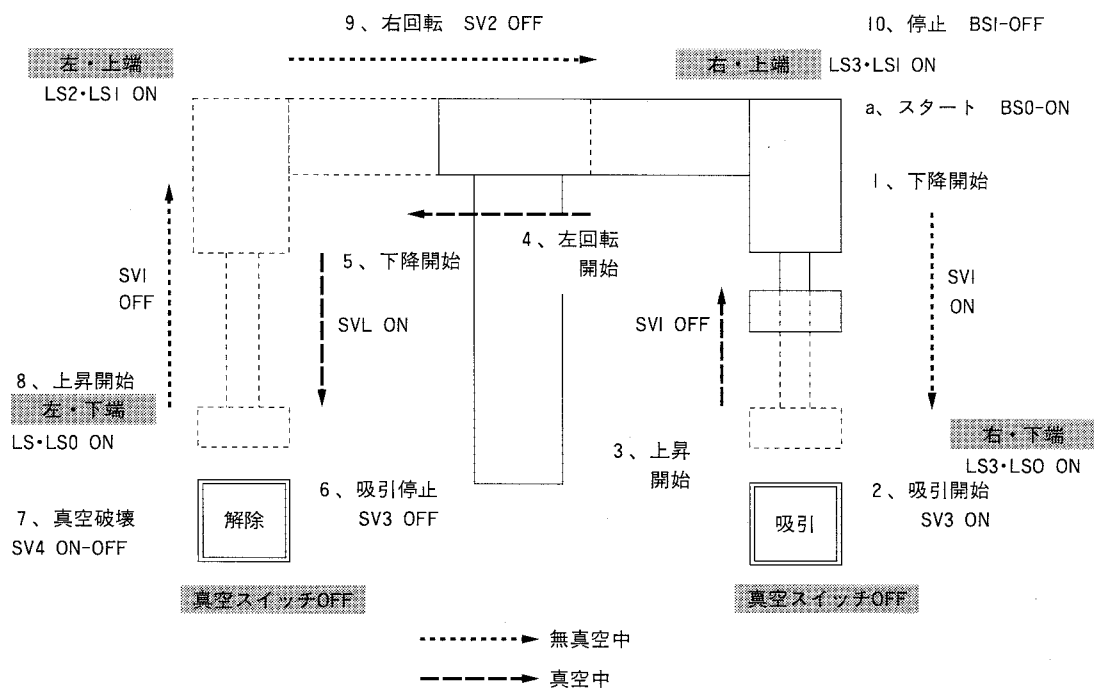 9、右回転 SV2 OFF
10、停止 BS1-OFF
左・上端
LS2・LS1 ON
右・上端
LS3・LS1 ON
a、スタート BS0-ON
1、下降開始
SV1
ON
4、左回転
開始
5、下降開始
SVL ON
SV1
OFF
SV1 OFF
8、上昇開始
左・下端
LS・LS0 ON
右・下端
LS3・LS0 ON
3、上昇
開始
6、吸引停止
SV3 OFF
2、吸引開始
SV3 ON
7、真空破壊
SV4 ON-OFF
解除
吸引
真空スイッチOFF
真空スイッチOFF
無真空中
真空中